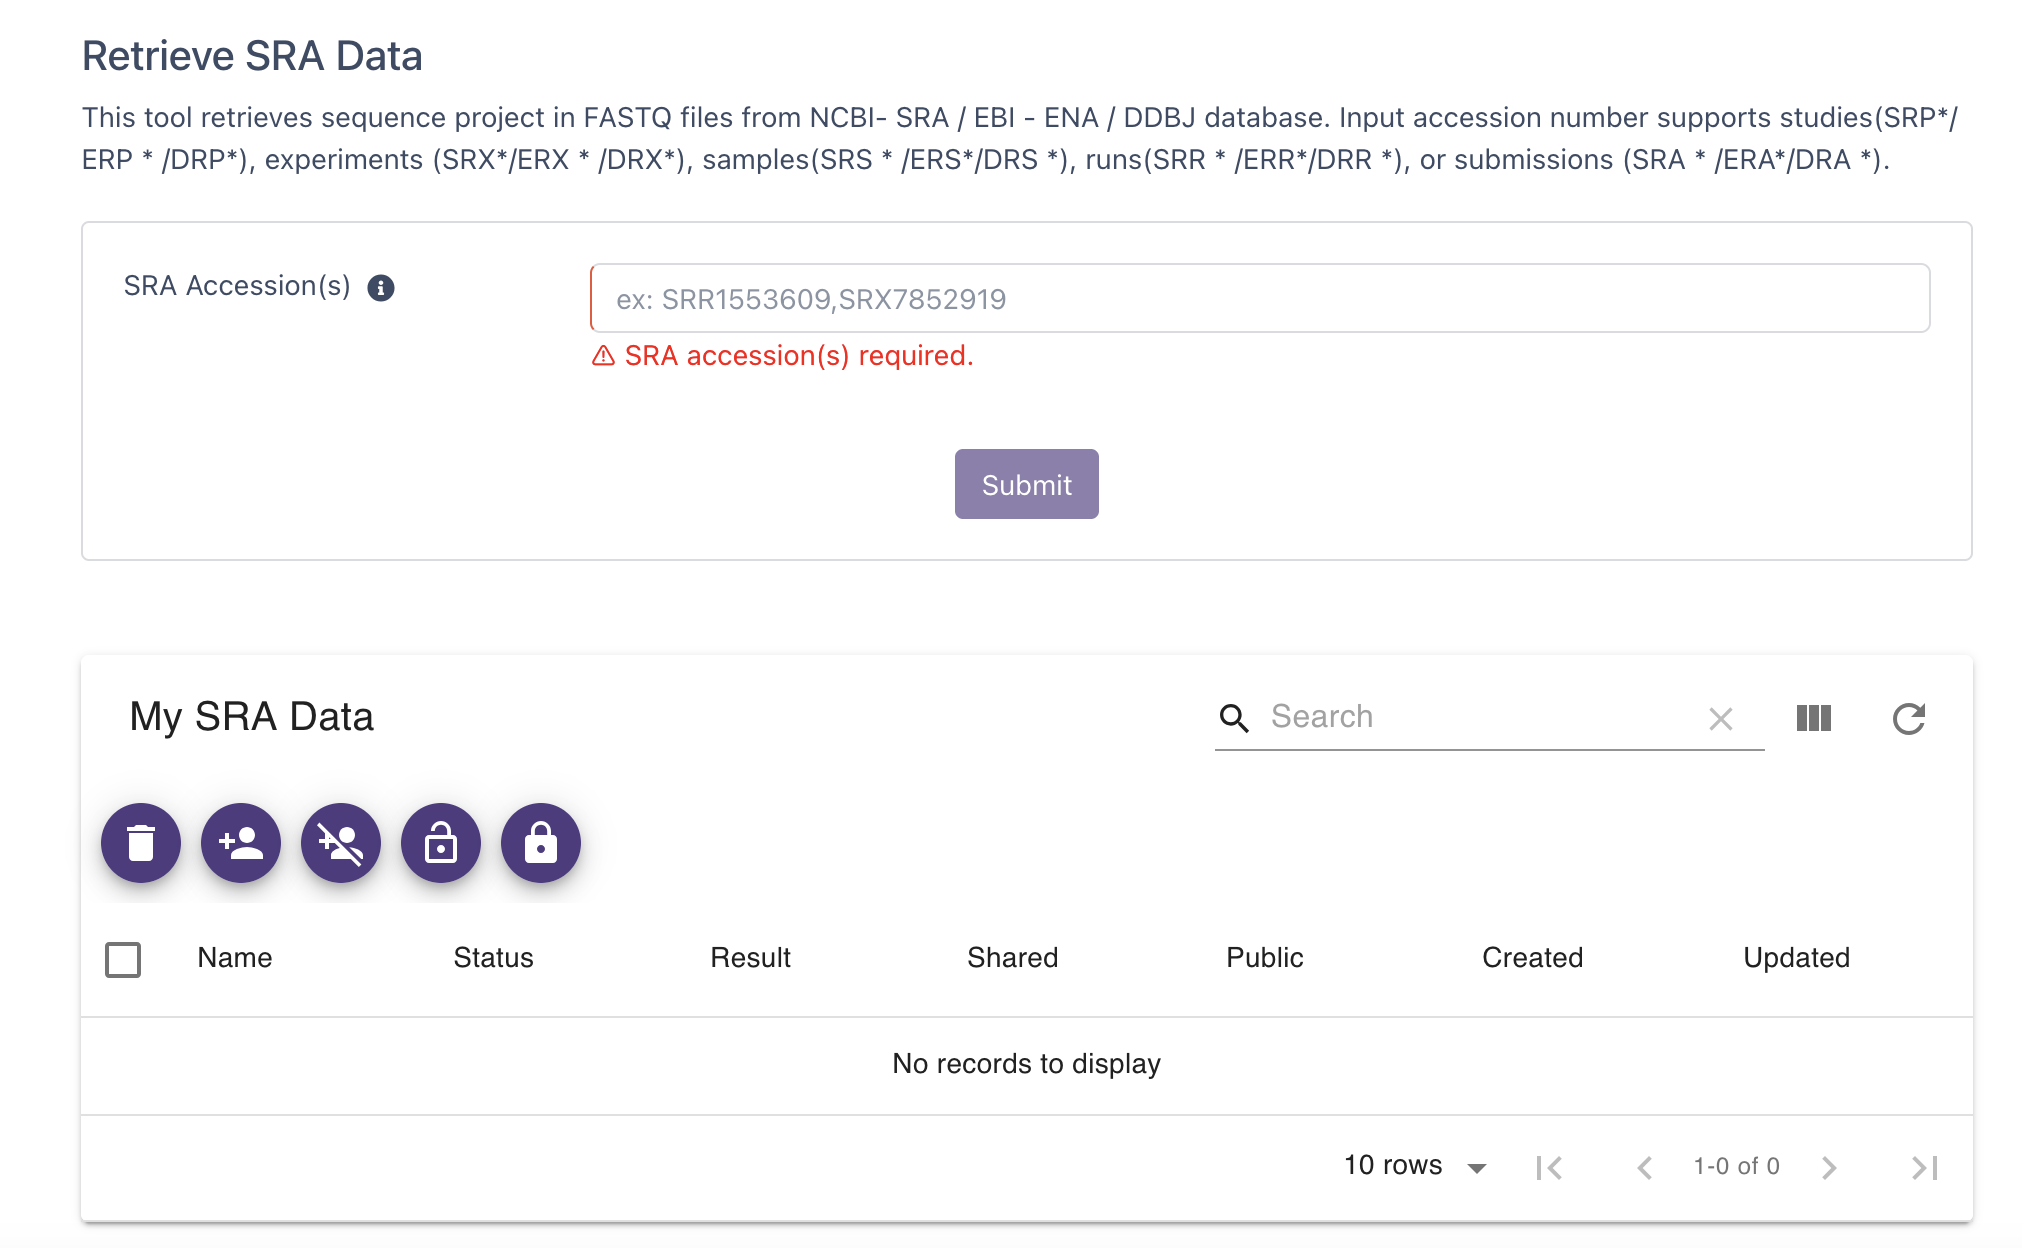 Retrieve SRA Data
This tool retrieves sequence project in FASTQ files from NCBI- SRA / EBI - ENA / DDBJ database. Input accession number supports studies(SRP*/
ERP * /DRP*), experiments (SRX*/ERX * /DRX*), samples(SRS * /ERS*/DRS *), runs(SRR * /ERR*/DRR *), or submissions (SRA * /ERA*/DRA *).
SRA Accession(s)
ex: SRR1553609,SRX7852919
SRA accession(s) required.
Submit
My SRA Data
Search
Name Status Result Shared Public Created Updated
No records to display
10 rows 1-0 of 0